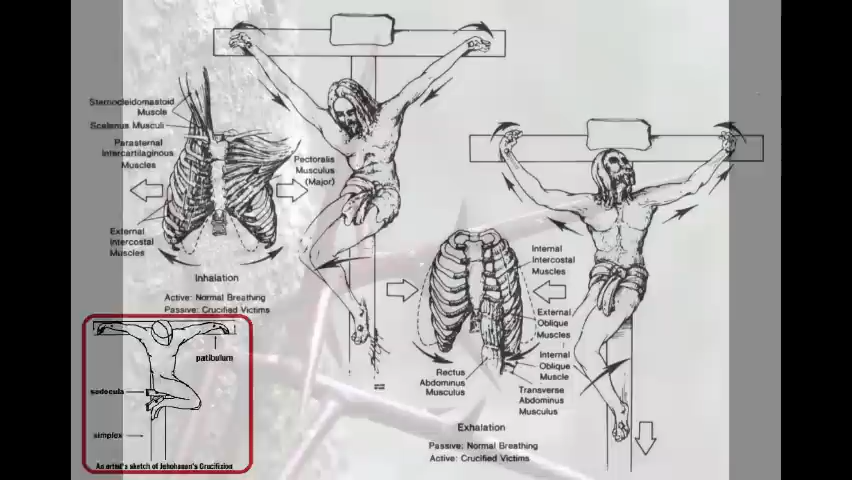 Sternocleidomastoid
Muscle
Scalenus Musculi
Parasternal
Intercartilaginous
Muscles
Pectoralis
Musculus
(Major)
External
Intercostal
Muscles
Inhalation
Active: Normal Breathing
Passive: Crucified Victims
Internal
Intercostal
Muscles
External
Oblique
Muscles
Internal
Oblique
Muscle
Rectus
Abdominus
Musculus
Transverse
Abdominus
Musculus
Exhalation
Passive: Normal Breathing
Active: Crucified Victims
patibulum
sedecula
simplex
An artist's sketch of Jehohanan's Crucifixion